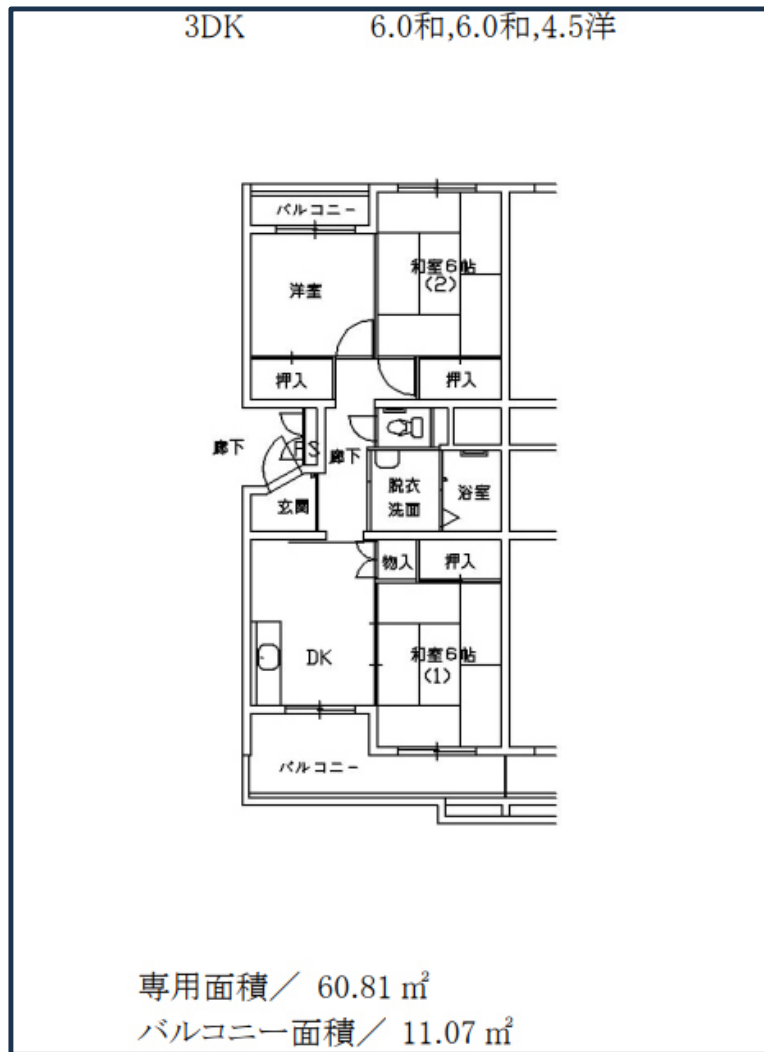 3DK 6.0和,6.0和,4.5洋
バルコニー
洋室
和室6帖
(2)
押入
押入
廊下
PS
廊下
玄関
脱衣
洗面
浴室
物入
押入
DK
和室6帖
(1)
バルコニー
専用面積／ 60.81 ㎡
バルコニー面積／ 11.07 ㎡